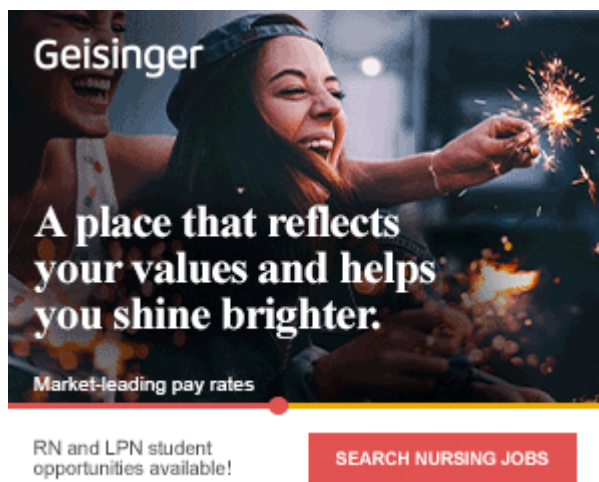 Geisinger
A place that reflects
your values and helps
you shine brighter.
Market-leading pay rates
RN and LPN student
opportunities available!
SEARCH NURSING JOBS